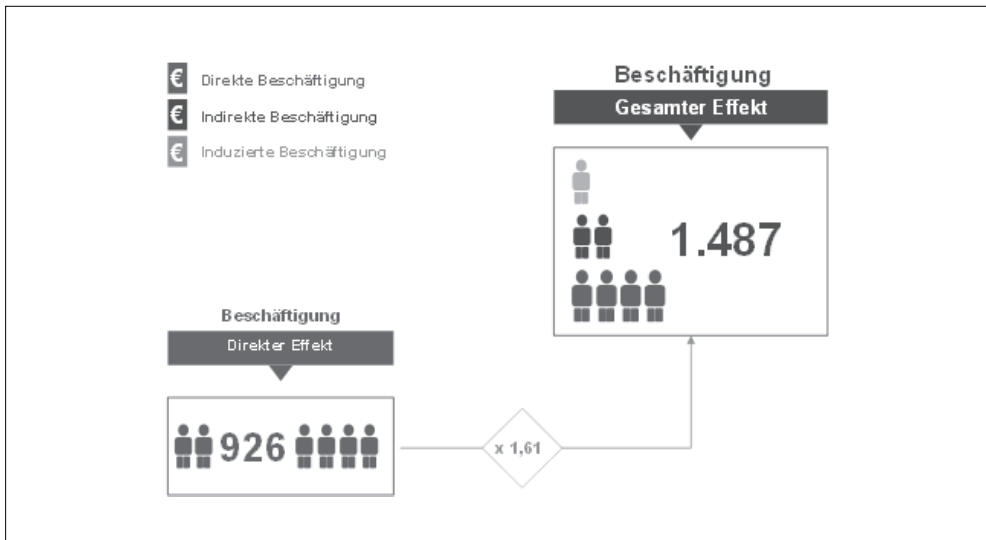 € Direkte Beschäftigung
€ Indirekte Beschäftigung
€ Induzierte Beschäftigung
Beschäftigung
Gesamter Effekt
1.487
Beschäftigung
Direkter Effekt
926
x 1,61